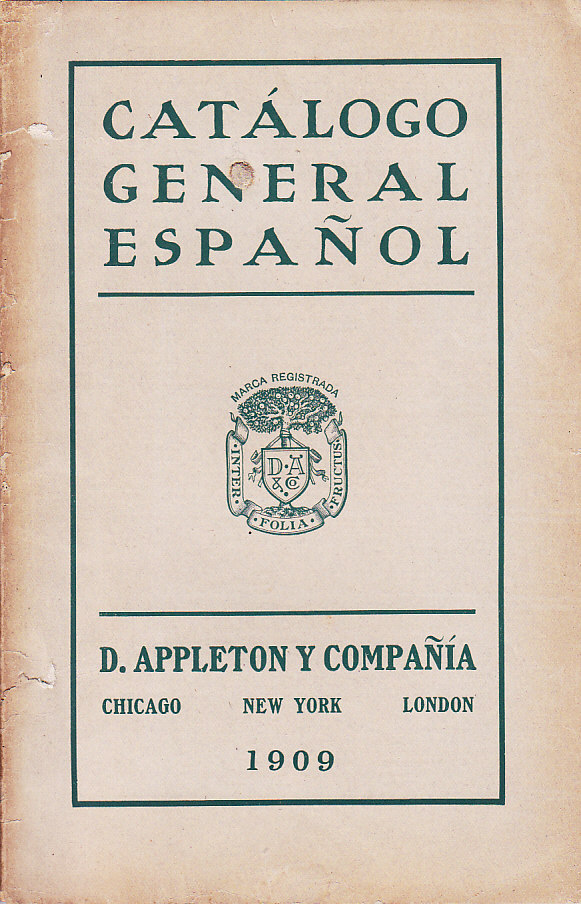 CATÁLOGO
GENERAL
ESPAÑOL
MARCA REGISTRADA
D·A
& Co
·INTER·
·FOLIA·
FRUCTUS·
D. APPLETON Y COMPAÑÍA
CHICAGO NEW YORK LONDON
1909